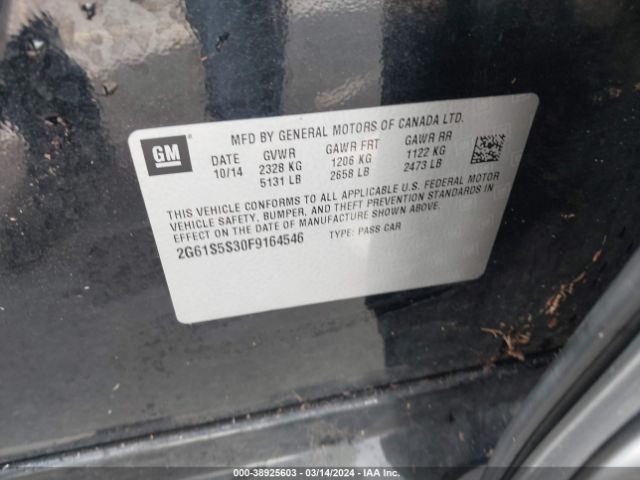 GM
MFD BY GENERAL MOTORS OF CANADA LTD.
DATE GVWR GAWR FRT GAWR RR
10/14 2328 KG 1206 KG 1122 KG
5131 LB 2658 LB 2473 LB
THIS VEHICLE CONFORMS TO ALL APPLICABLE U.S. FEDERAL MOTOR
VEHICLE SAFETY, BUMPER, AND THEFT PREVENTION STANDARDS IN
EFFECT ON THE DATE OF MANUFACTURE SHOWN ABOVE.
2G61S5S30F9164546 TYPE: PASS CAR
000-38925603 - 03/14/2024 - IAA Inc.